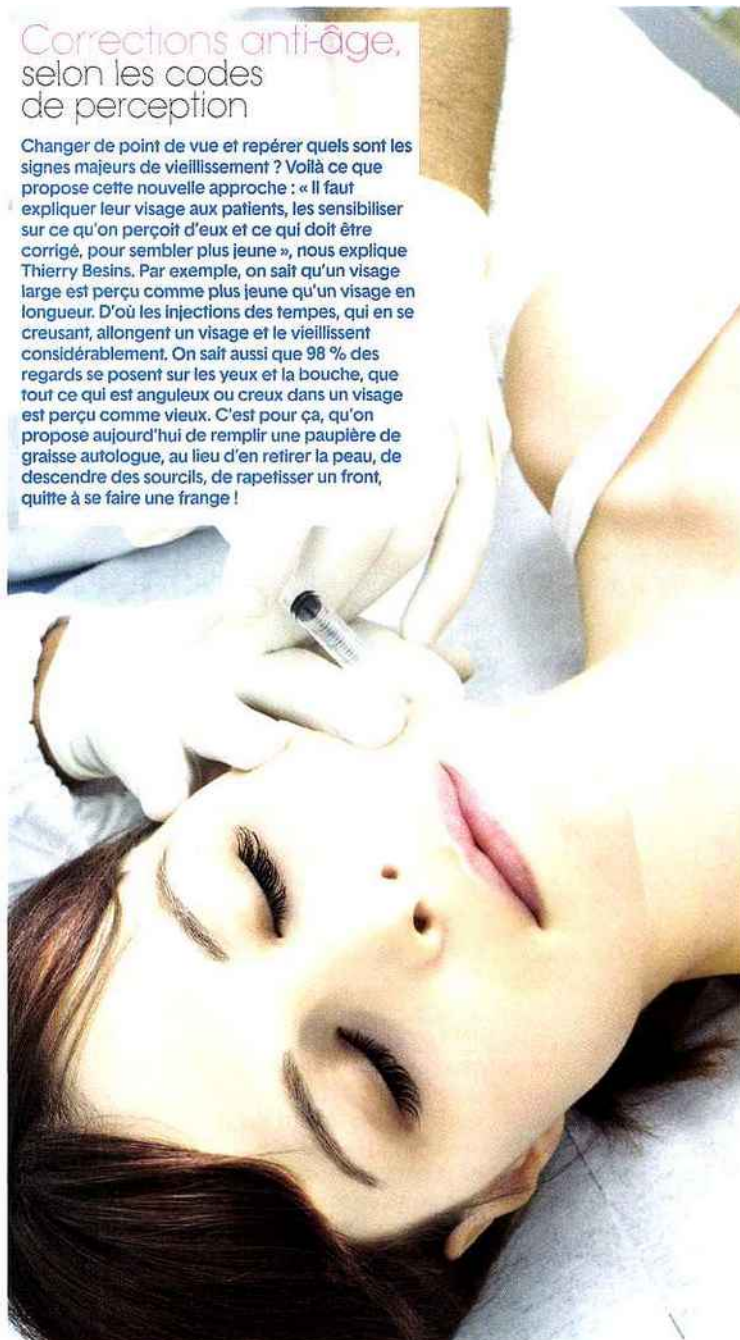 Corrections anti-âge,
selon les codes
de perception
Changer de point de vue et repérer quels sont les
signes majeurs de vieillissement ? Voilà ce que
propose cette nouvelle approche : « Il faut
expliquer leur visage aux patients, les sensibiliser
sur ce qu'on perçoit d'eux et ce qui doit être
corrigé, pour sembler plus jeune », nous explique
Thierry Besins. Par exemple, on sait qu'un visage
large est perçu comme plus jeune qu'un visage en
longueur. D'où les injections des tempes, qui en se
creusant, allongent un visage et le vieillissent
considérablement. On sait aussi que 98 % des
regards se posent sur les yeux et la bouche, que
tout ce qui est anguleux ou creux dans un visage
est perçu comme vieux. C'est pour ça, qu'on
propose aujourd'hui de remplir une paupière de
graisse autologue, au lieu d'en retirer la peau, de
descendre des sourcils, de rapetisser un front,
quitte à se faire une frange !